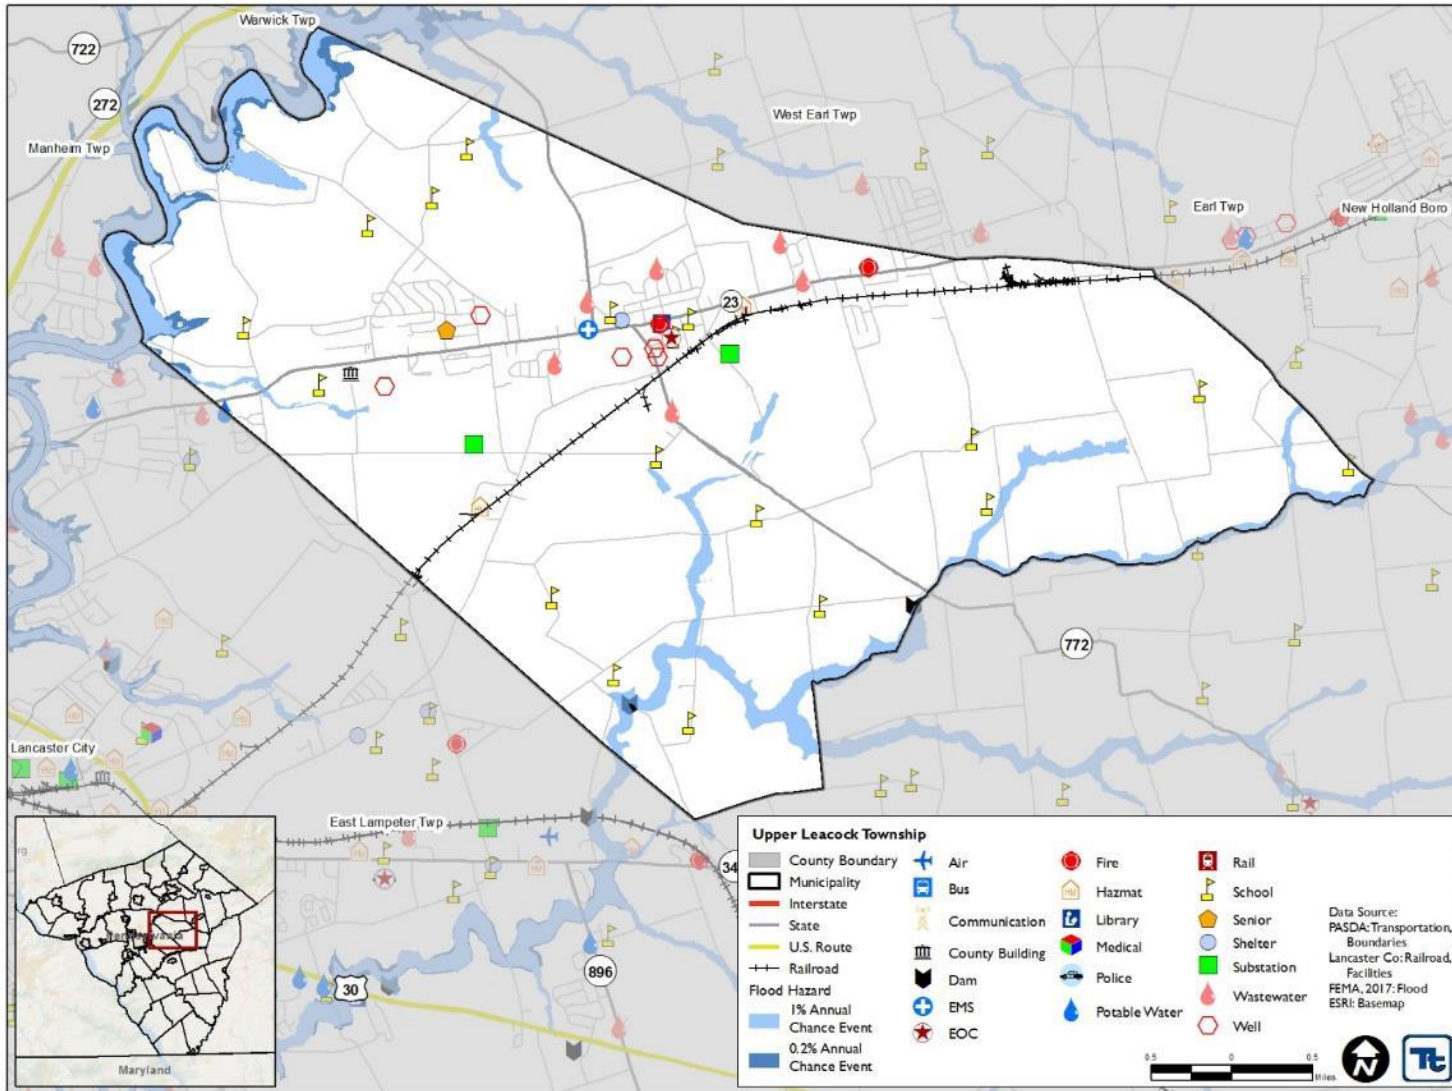 Warwick Twp
722
272
Manheim Twp
West Earl Twp
Earl Twp
New Holland Boro
23
772
Lancaster City
East Lampeter Twp
30
896
Maryland
Upper Leacock Township
County Boundary
Municipality
Interstate
State
U.S. Route
Railroad
Flood Hazard
1% Annual
Chance Event
0.2% Annual
Chance Event
Air
Bus
Communication
County Building
Dam
EMS
EOC
Fire
Hazmat
Library
Medical
Police
Potable Water
Rail
School
Senior
Shelter
Substation
Wastewater
Well
Data Source:
PASDA: Transportation,
Boundaries
Lancaster Co: Railroad,
Facilities
FEMA, 2017: Flood
ESRI: Basemap
0.5 0 0.5
Miles
N
Tt